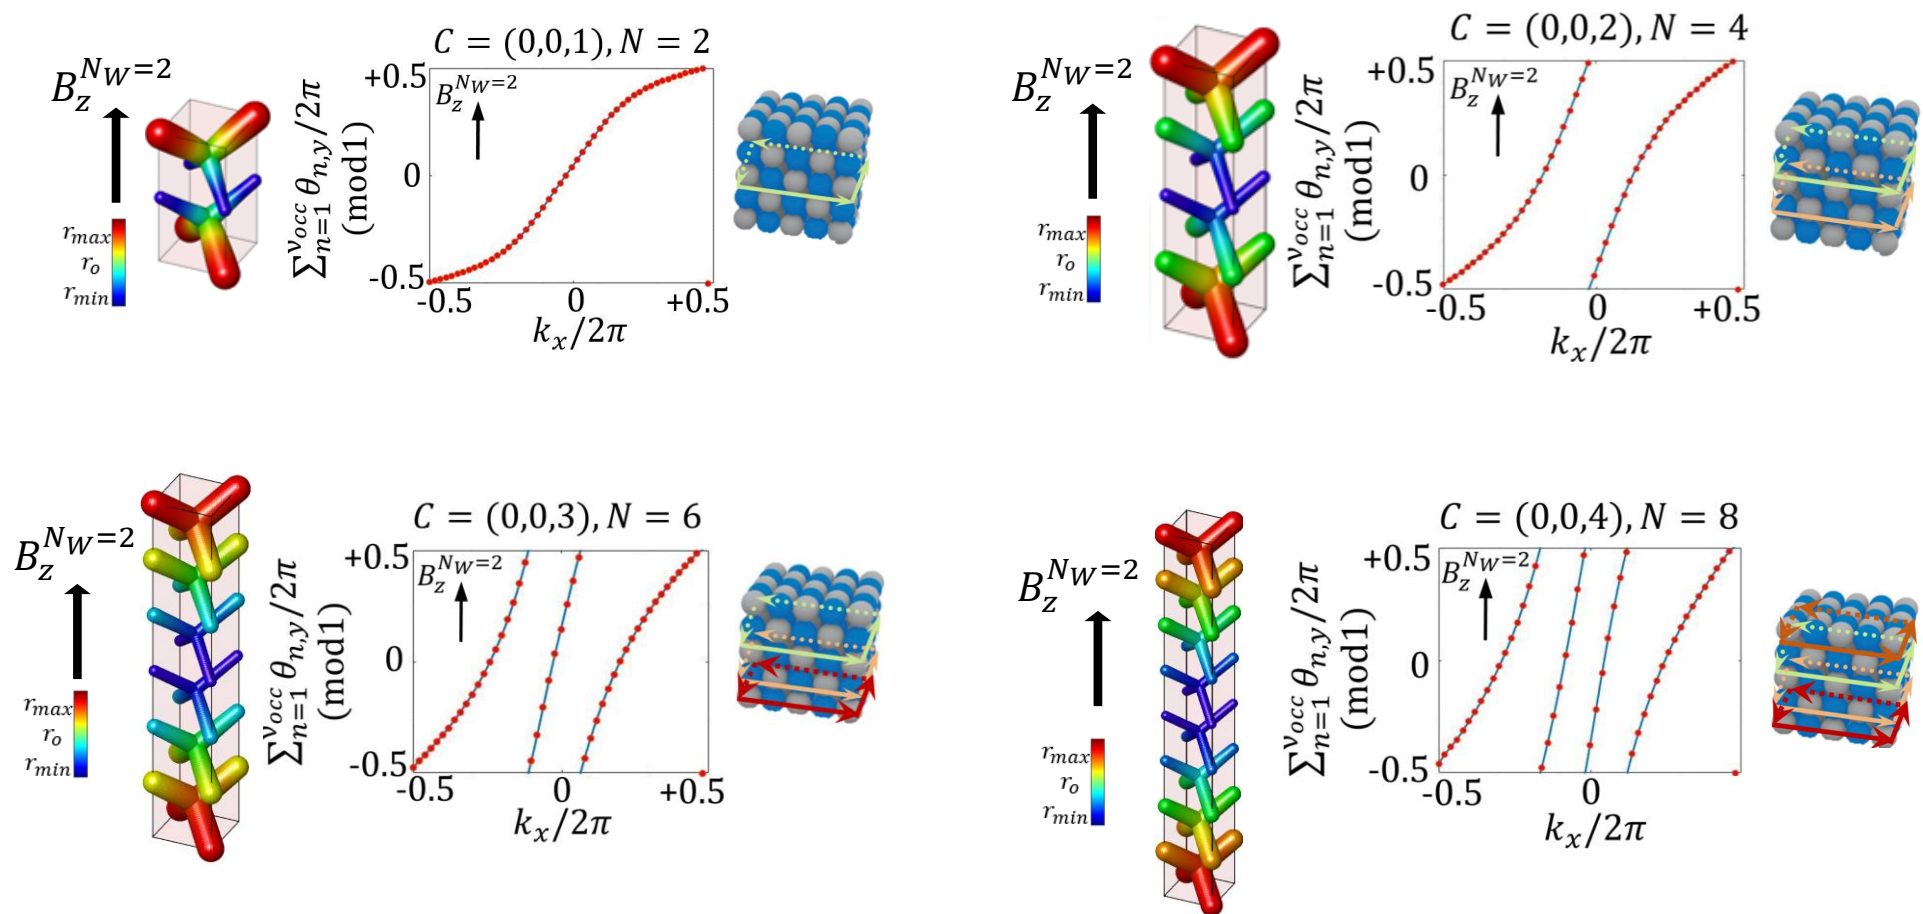 C = (0,0,1), N = 2
B_z^{N_W=2}
r_max
r_o
r_min
∑_{n=1}^{ν_occ} θ_{n,y}/2π
(mod1)
+0.5
0
-0.5
B_z^{N_W=2}
-0.5 0 +0.5
k_x/2π
C = (0,0,2), N = 4
B_z^{N_W=2}
r_max
r_o
r_min
∑_{n=1}^{ν_occ} θ_{n,y}/2π
(mod1)
+0.5
0
-0.5
B_z^{N_W=2}
-0.5 0 +0.5
k_x/2π
C = (0,0,3), N = 6
B_z^{N_W=2}
r_max
r_o
r_min
∑_{n=1}^{ν_occ} θ_{n,y}/2π
(mod1)
+0.5
0
-0.5
B_z^{N_W=2}
-0.5 0 +0.5
k_x/2π
C = (0,0,4), N = 8
B_z^{N_W=2}
r_max
r_o
r_min
∑_{n=1}^{ν_occ} θ_{n,y}/2π
(mod1)
+0.5
0
-0.5
B_z^{N_W=2}
-0.5 0
k_x/2π